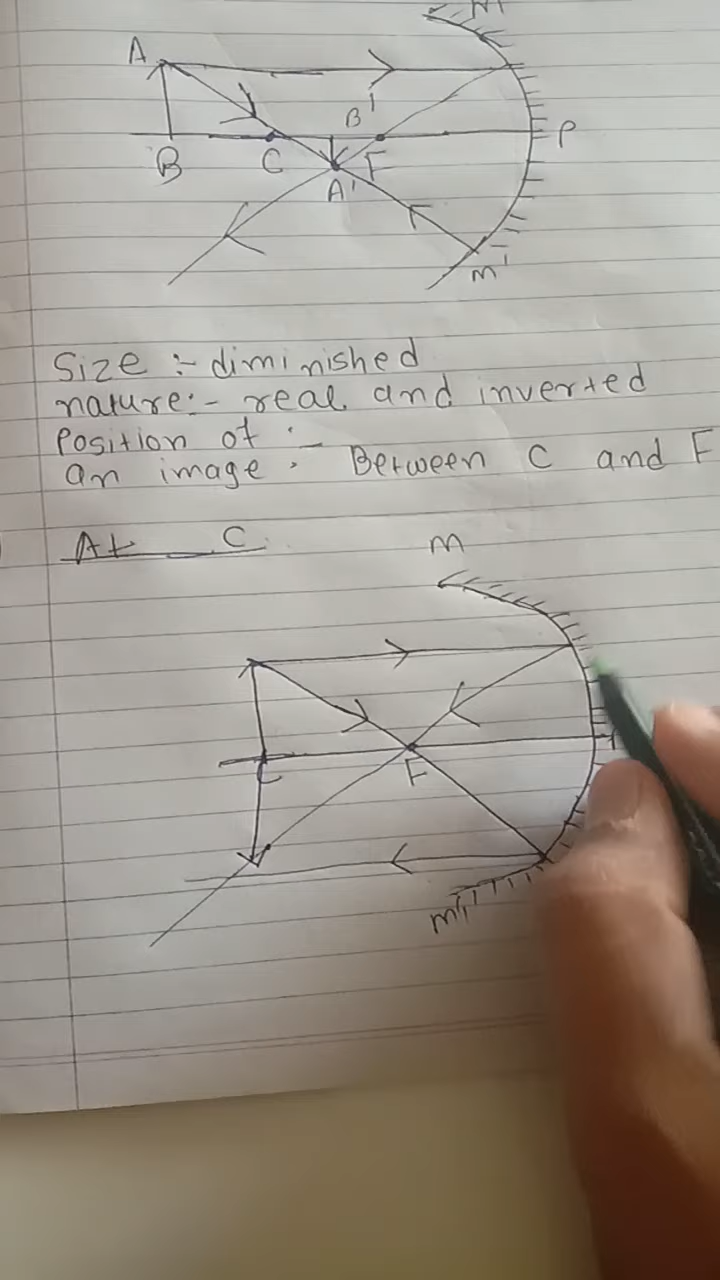 M
A
B'
B
C
F
P
A'
M'
Size :- diminished
nature:- real and inverted
Position of :-
an image : Between C and F
At C
M
C
F
M'